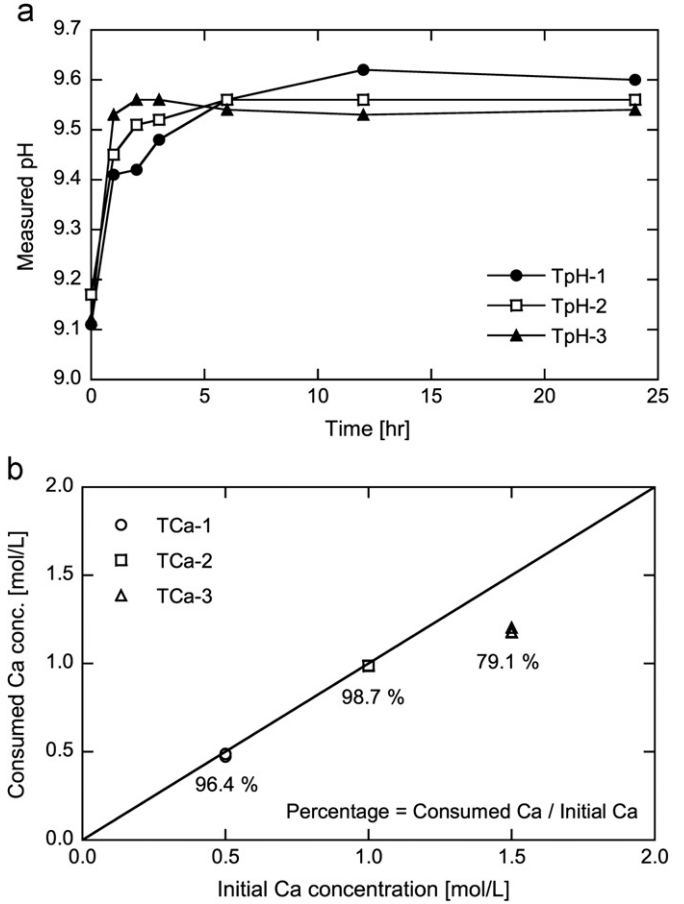 a
9.7
9.6
9.5
9.4
9.3
9.2
9.1
9.0
Measured pH
TpH-1
TpH-2
TpH-3
0 5 10 15 20 25
Time [hr]
b
2.0
1.5
1.0
0.5
0.0
Consumed Ca conc. [mol/L]
TCa-1
TCa-2
TCa-3
79.1 %
98.7 %
96.4 %
Percentage = Consumed Ca / Initial Ca
0.0 0.5 1.0 1.5 2.0
Initial Ca concentration [mol/L]